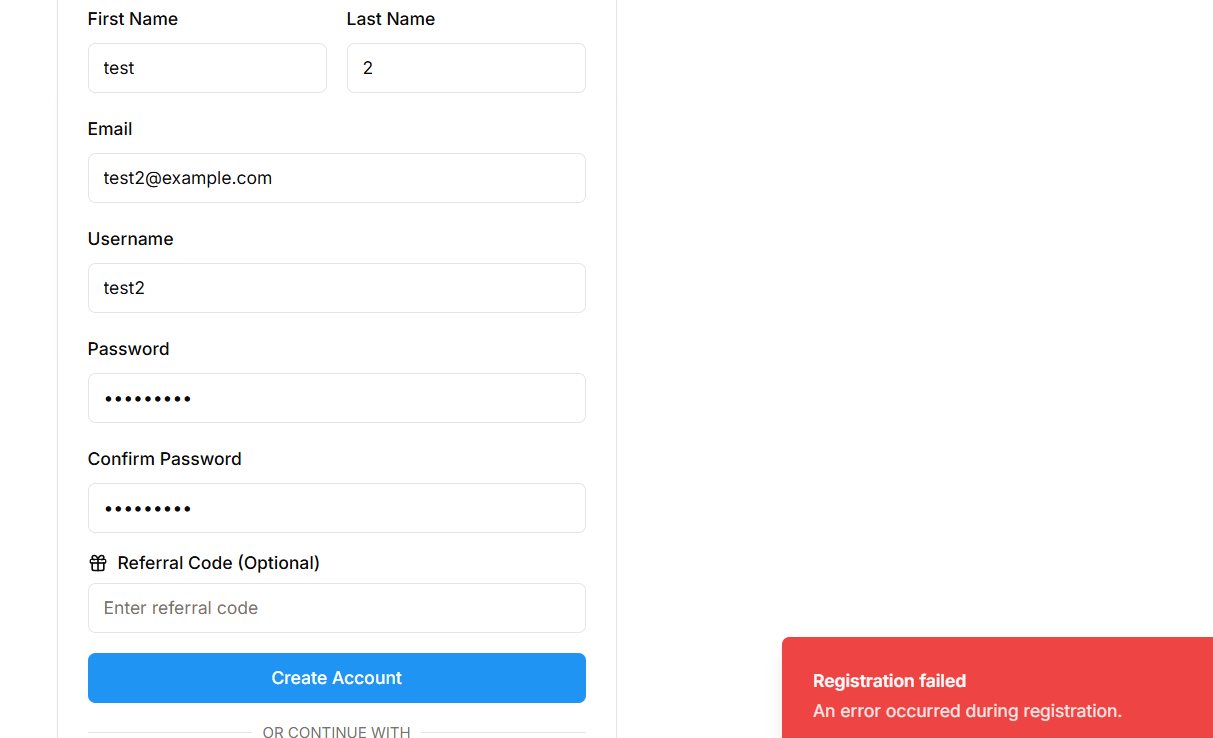 First Name
Last Name
test
2
Email
test2@example.com
Username
test2
Password
•••••••••
Confirm Password
•••••••••
Referral Code (Optional)
Enter referral code
Create Account
OR CONTINUE WITH
Registration failed
An error occurred during registration.